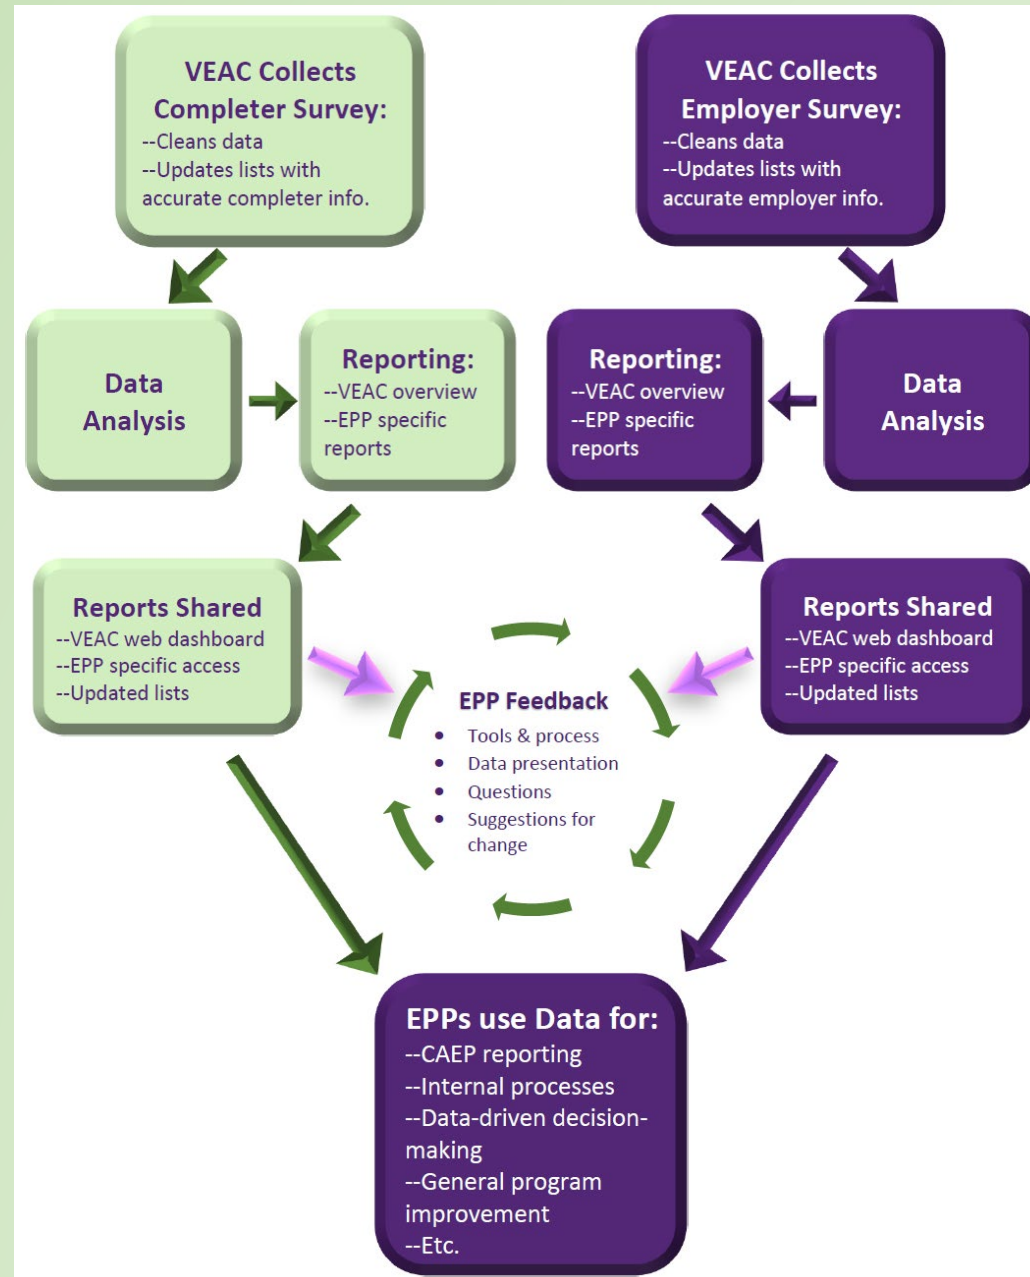 VEAC Collects
Completer Survey:
--Cleans data
--Updates lists with
accurate completer info.
VEAC Collects
Employer Survey:
--Cleans data
--Updates lists with
accurate employer info.
Data
Analysis
Reporting:
--VEAC overview
--EPP specific
reports
Reporting:
--VEAC overview
--EPP specific
reports
Data
Analysis
Reports Shared
--VEAC web dashboard
--EPP specific access
--Updated lists
EPP Feedback
• Tools & process
• Data presentation
• Questions
• Suggestions for
change
Reports Shared
--VEAC web dashboard
--EPP specific access
--Updated lists
EPPs use Data for:
--CAEP reporting
--Internal processes
--Data-driven decision-
making
--General program
improvement
--Etc.